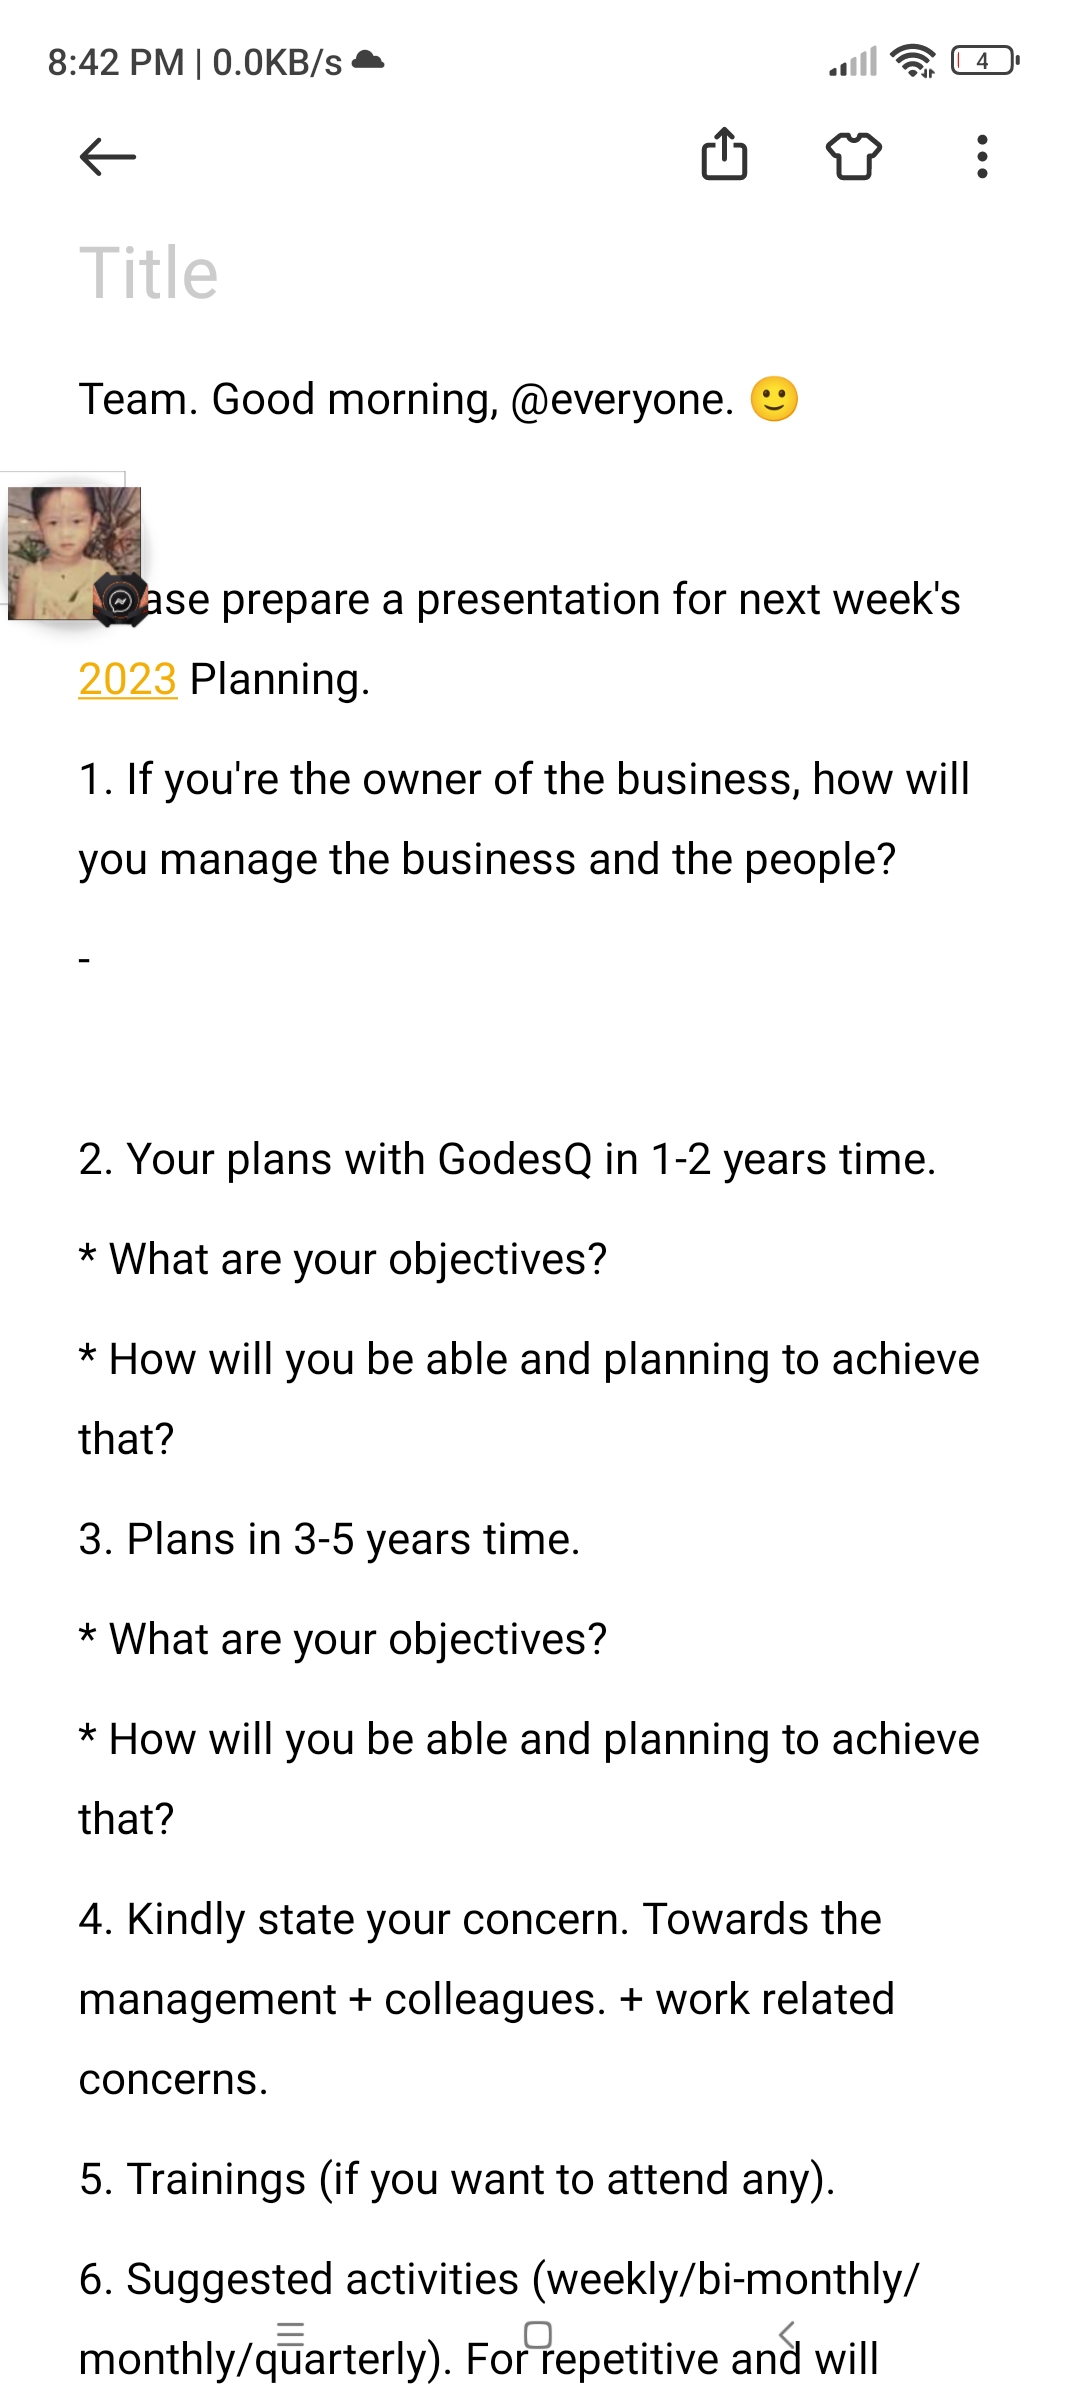 8:42 PM | 0.0KB/s
4
Title
Team. Good morning, @everyone. 🙂
prepare a presentation for next week's
2023 Planning.
1. If you're the owner of the business, how will
you manage the business and the people?
-
2. Your plans with GodesQ in 1-2 years time.
* What are your objectives?
* How will you be able and planning to achieve
that?
3. Plans in 3-5 years time.
* What are your objectives?
* How will you be able and planning to achieve
that?
4. Kindly state your concern. Towards the
management + colleagues. + work related
concerns.
5. Trainings (if you want to attend any).
6. Suggested activities (weekly/bi-monthly/
monthly/quarterly). For repetitive and will